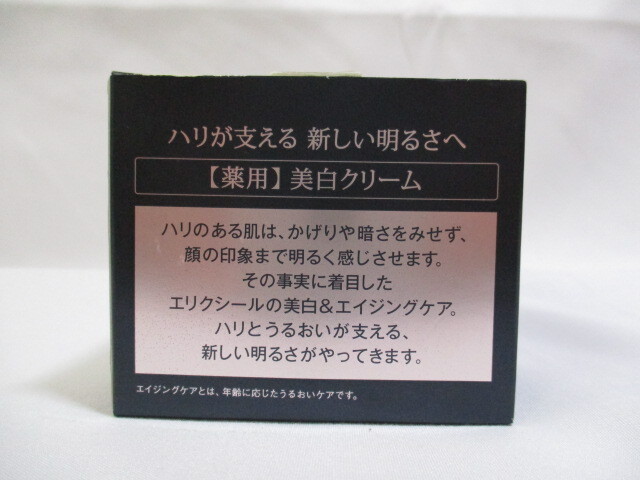 ハリが支える 新しい明るさへ
【薬用】美白クリーム
ハリのある肌は、かげりや暗さをみせず、
顔の印象まで明るく感じさせます。
その事実に着目した
エリクシールの美白&エイジングケア。
ハリとうるおいが支える、
新しい明るさがやってきます。
エイジングケアとは、年齢に応じたうるおいケアです。